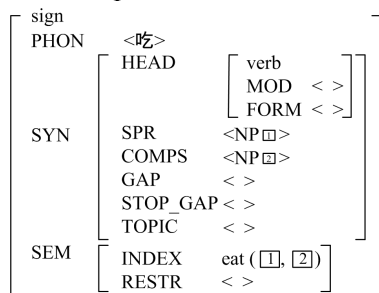 sign
PHON <吃>
HEAD verb
MOD < >
FORM < >
SYN SPR <NP 1>
COMPS <NP 2>
GAP < >
STOP_GAP < >
TOPIC < >
SEM INDEX eat ( 1, 2 )
RESTR < >